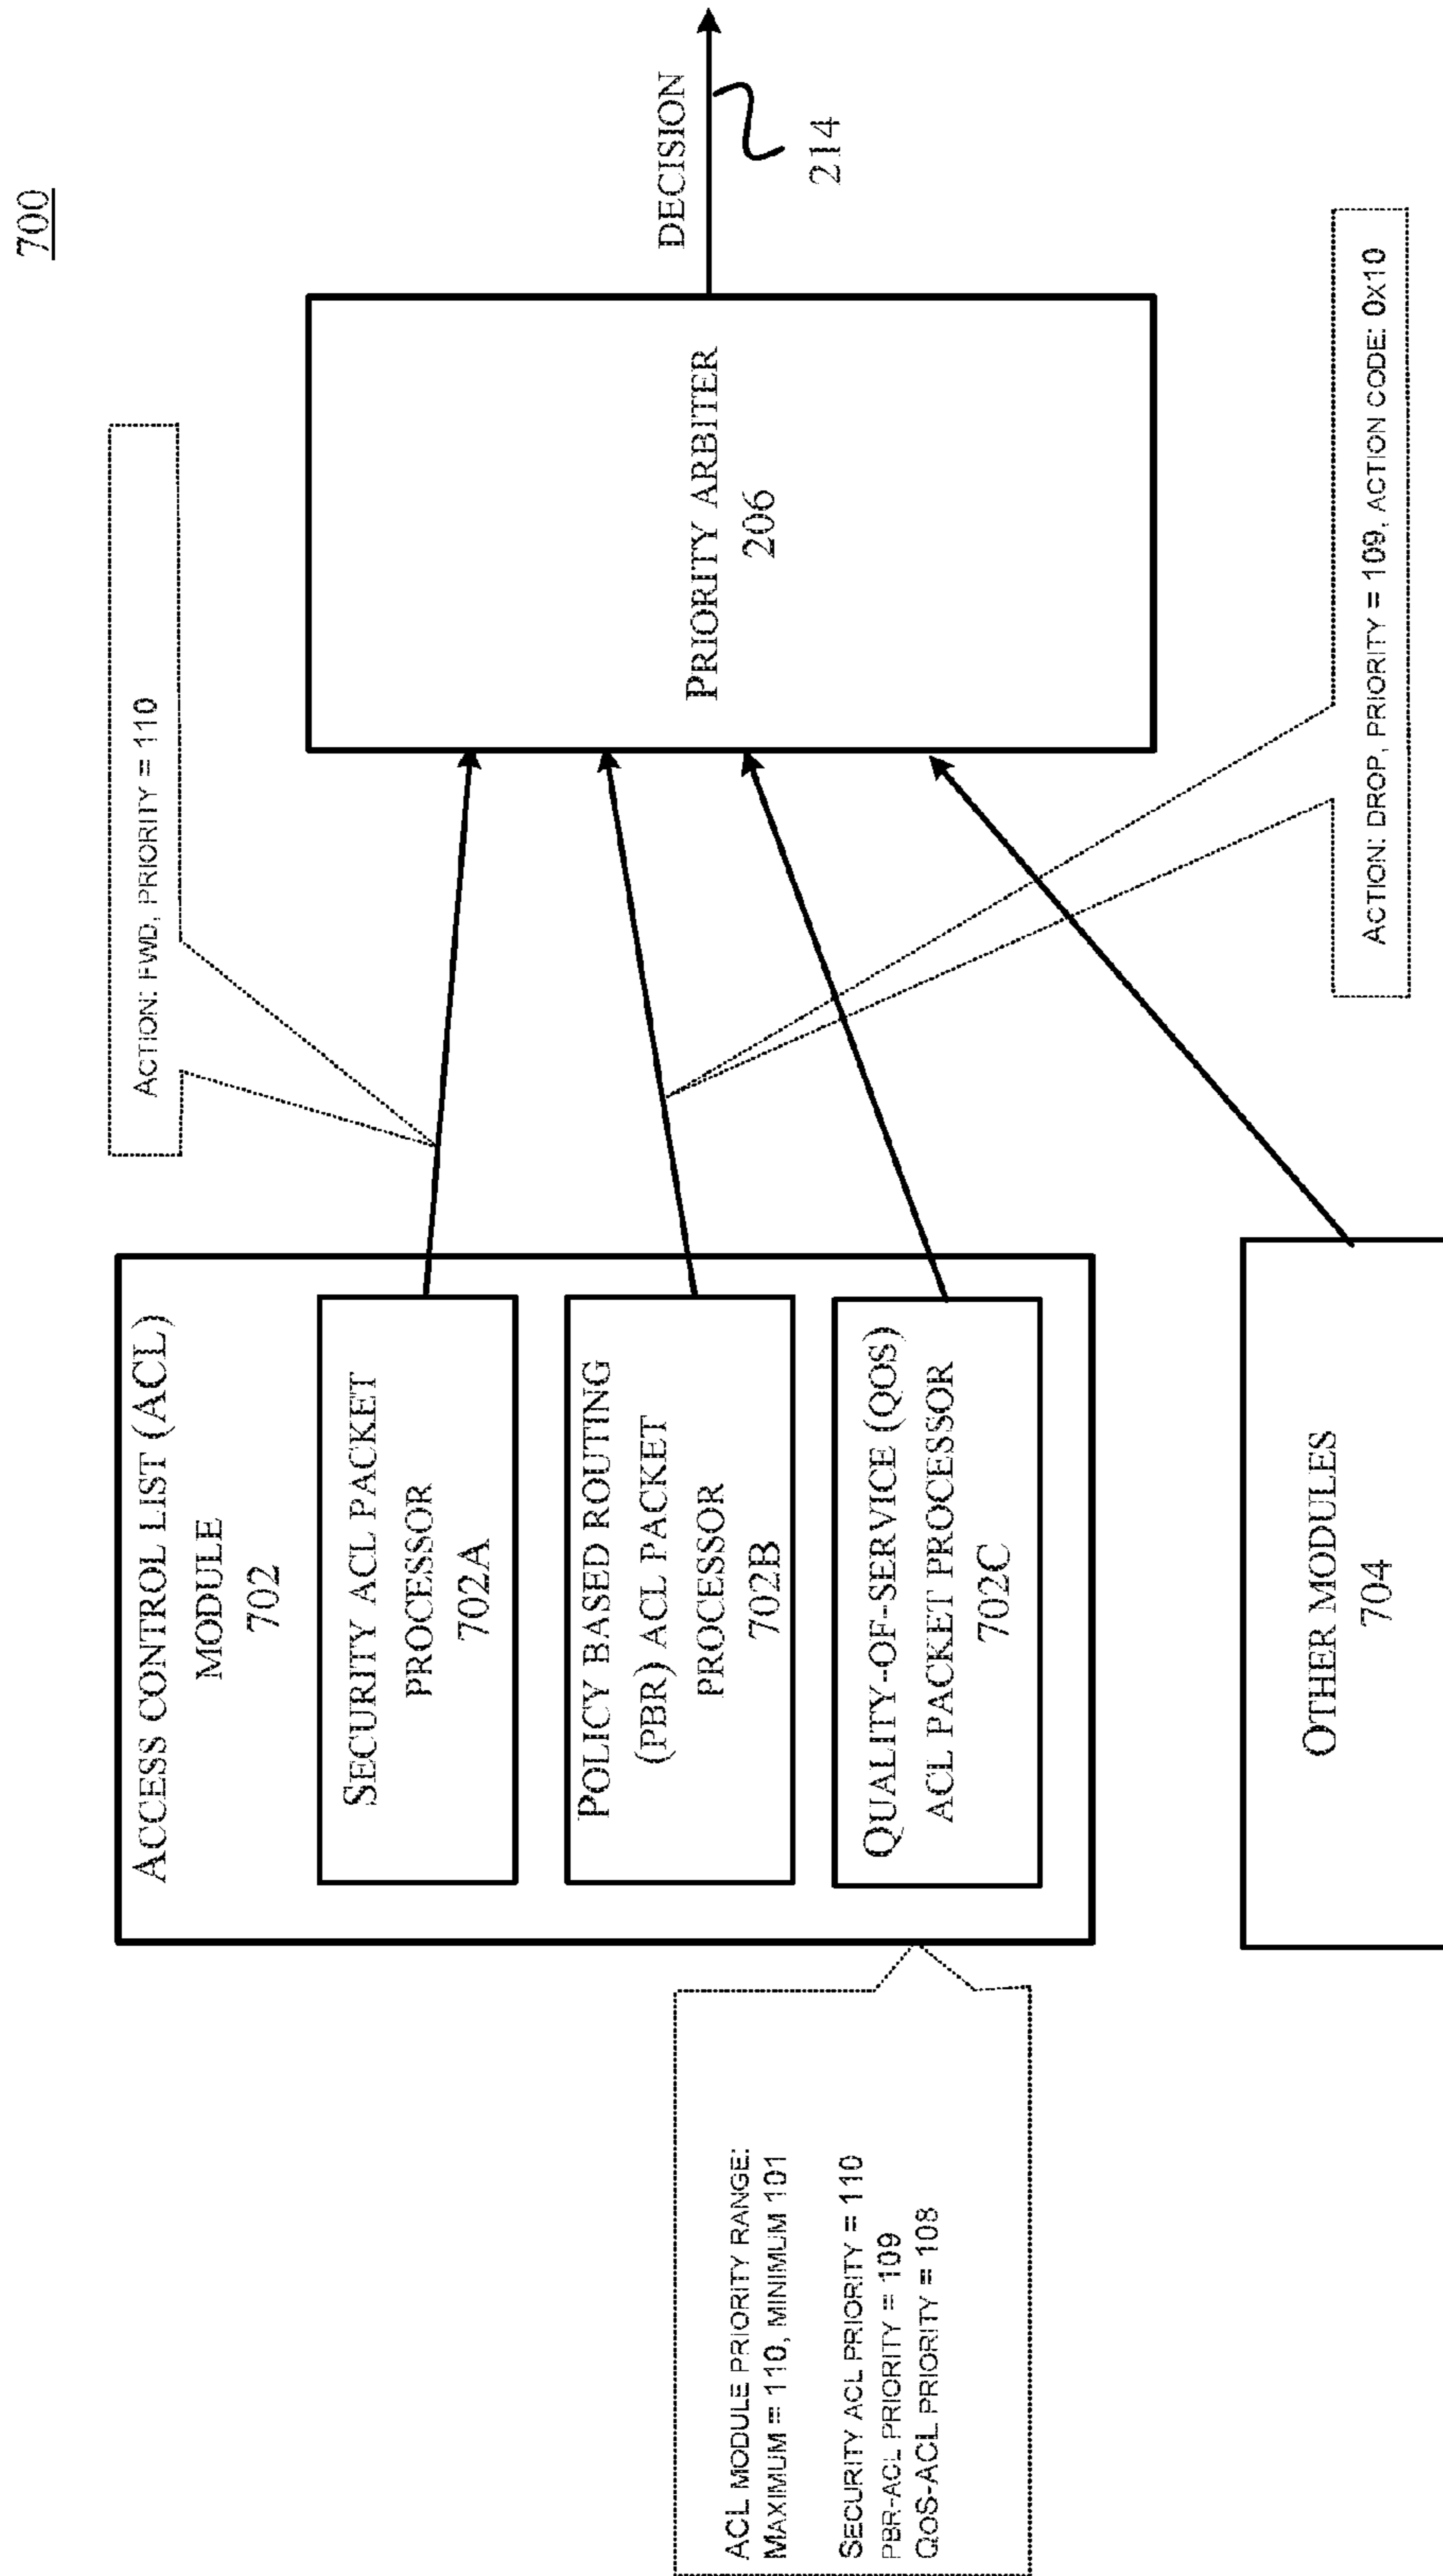 700
ACL MODULE PRIORITY RANGE:
MAXIMUM = 110, MINIMUM 101
SECURITY ACL PRIORITY = 110
PBR-ACL PRIORITY = 109
QOS-ACL PRIORITY = 108
ACCESS CONTROL LIST (ACL)
MODULE
702
SECURITY ACL PACKET
PROCESSOR
702A
POLICY BASED ROUTING
(PBR) ACL PACKET
PROCESSOR
702B
QUALITY-OF-SERVICE (QOS)
ACL PACKET PROCESSOR
702C
OTHER MODULES
704
ACTION: FWD, PRIORITY = 110
ACTION: DROP, PRIORITY = 109, ACTION CODE: 0x10
PRIORITY ARBITER
206
DECISION
214